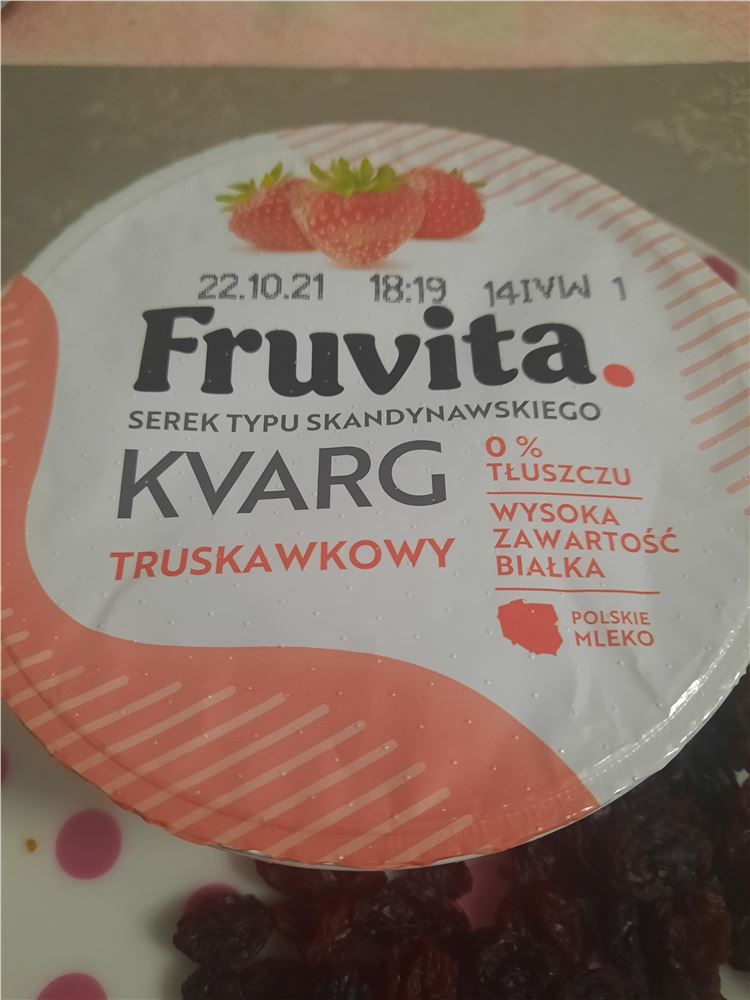 22.10.21 18:19 14IVW 1
Fruvita.
SEREK TYPU SKANDYNAWSKIEGO
KVARG
TRUSKAWKOWY
0 %
TŁUSZCZU
WYSOKA
ZAWARTOŚĆ
BIAŁKA
POLSKIE
MLEKO